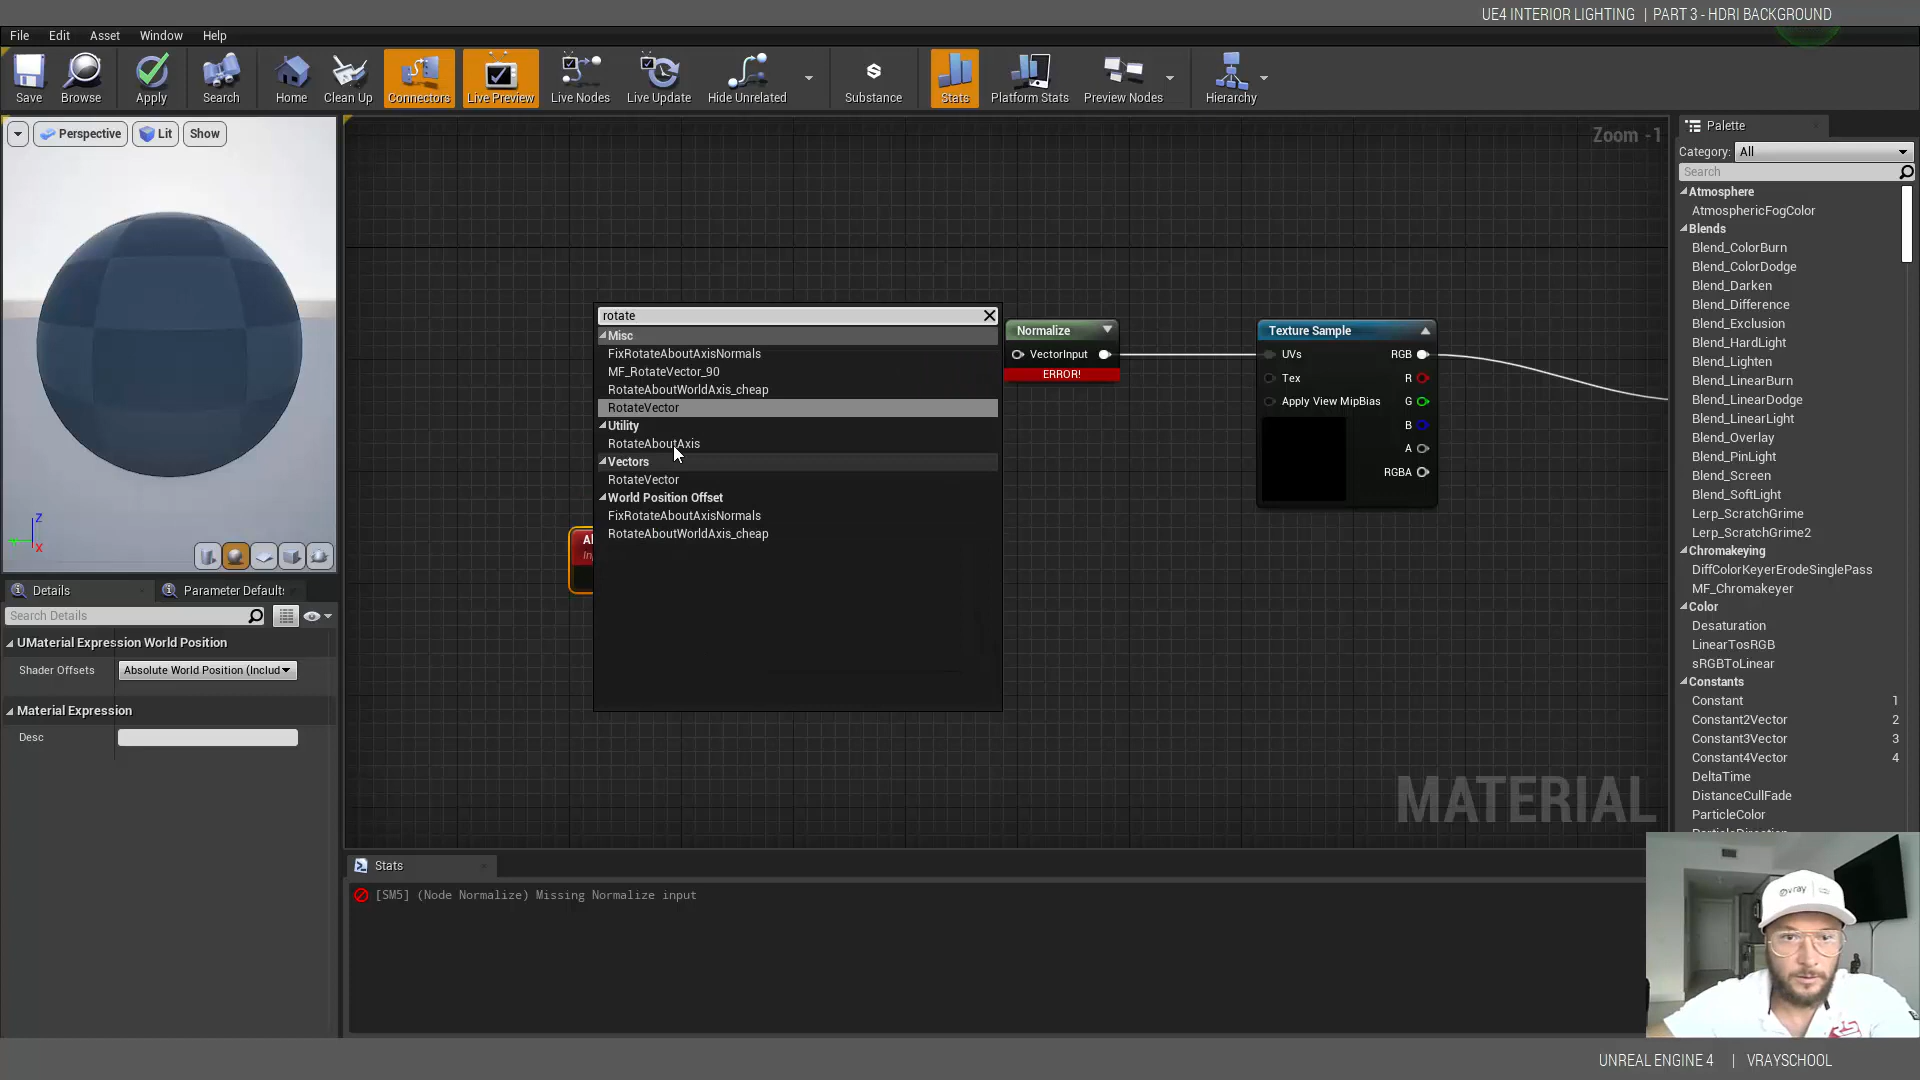 UE4 INTERIOR LIGHTING | PART 3 - HDRI BACKGROUND
File Edit Asset Window Help
Save Browse Apply Search Home Clean Up Connectors Live Preview Live Nodes Live Update Hide Unrelated Substance Stats Platform Stats Preview Nodes Hierarchy
Perspective Lit Show
Zoom -1
Palette
Category: All
Search
Atmosphere
AtmosphericFogColor
Blends
Blend_ColorBurn
Blend_ColorDodge
Blend_Darken
Blend_Difference
Blend_Exclusion
Blend_HardLight
Blend_Lighten
Blend_LinearBurn
Blend_LinearDodge
Blend_LinearLight
Blend_Overlay
Blend_PinLight
Blend_Screen
Blend_SoftLight
Lerp_ScratchGrime
Lerp_ScratchGrime2
Chromakeying
DiffColorKeyerErodeSinglePass
MF_Chromakeyer
Color
Desaturation
LinearTosRGB
sRGBToLinear
Constants
Constant 1
Constant2Vector 2
Constant3Vector 3
Constant4Vector 4
DeltaTime
DistanceCullFade
ParticleColor
rotate
Misc
FixRotateAboutAxisNormals
MF_RotateVector_90
RotateAboutWorldAxis_cheap
RotateVector
Utility
RotateAboutAxis
Vectors
RotateVector
World Position Offset
FixRotateAboutAxisNormals
RotateAboutWorldAxis_cheap
Normalize
VectorInput
ERROR!
Texture Sample
UVs RGB
Tex R
Apply View MipBias G
B
A
RGBA
MATERIAL
Z
X
Details Parameter Default
Search Details
UMaterial Expression World Position
Shader Offsets Absolute World Position (Includ
Material Expression
Desc
Stats
[SM5] (Node Normalize) Missing Normalize input
vray
UNREAL ENGINE 4 | VRAYSCHOOL